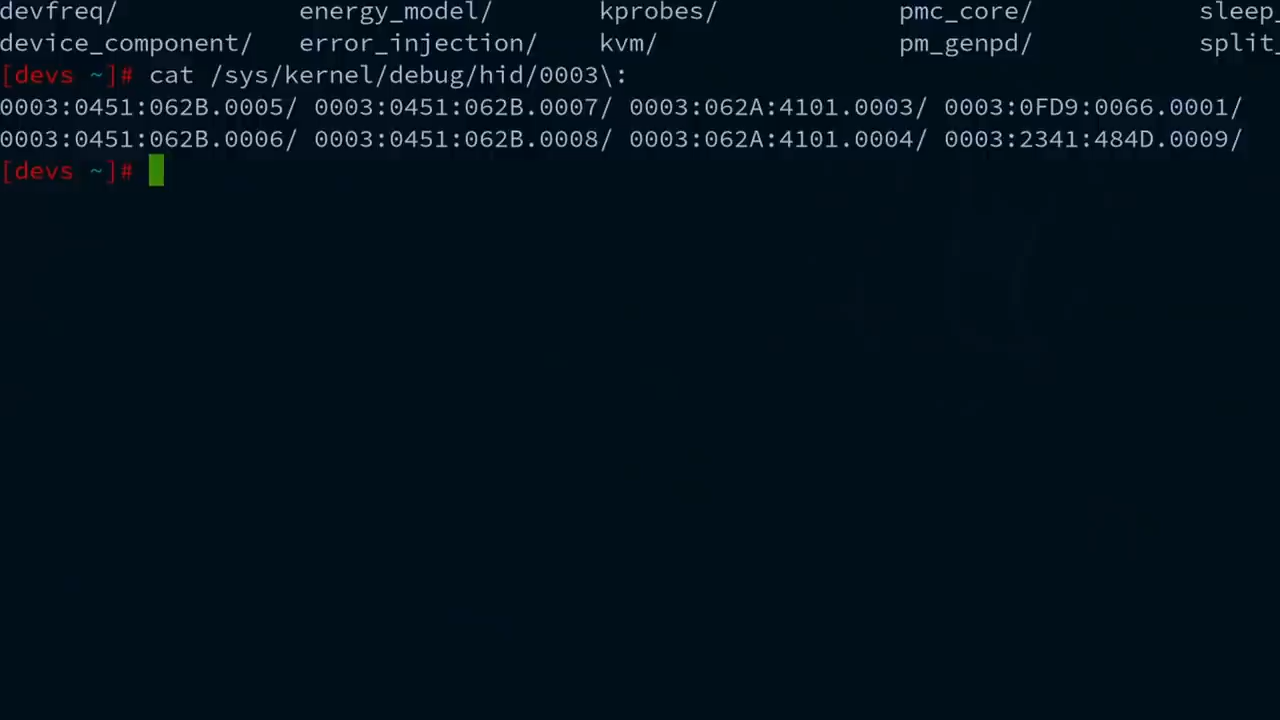 devfreq/ energy_model/ kprobes/ pmc_core/ sleep_
device_component/ error_injection/ kvm/ pm_genpd/ split_
[devs ~]# cat /sys/kernel/debug/hid/0003\:
0003:0451:062B.0005/ 0003:0451:062B.0007/ 0003:062A:4101.0003/ 0003:0FD9:0066.0001/
0003:0451:062B.0006/ 0003:0451:062B.0008/ 0003:062A:4101.0004/ 0003:2341:484D.0009/
[devs ~]#